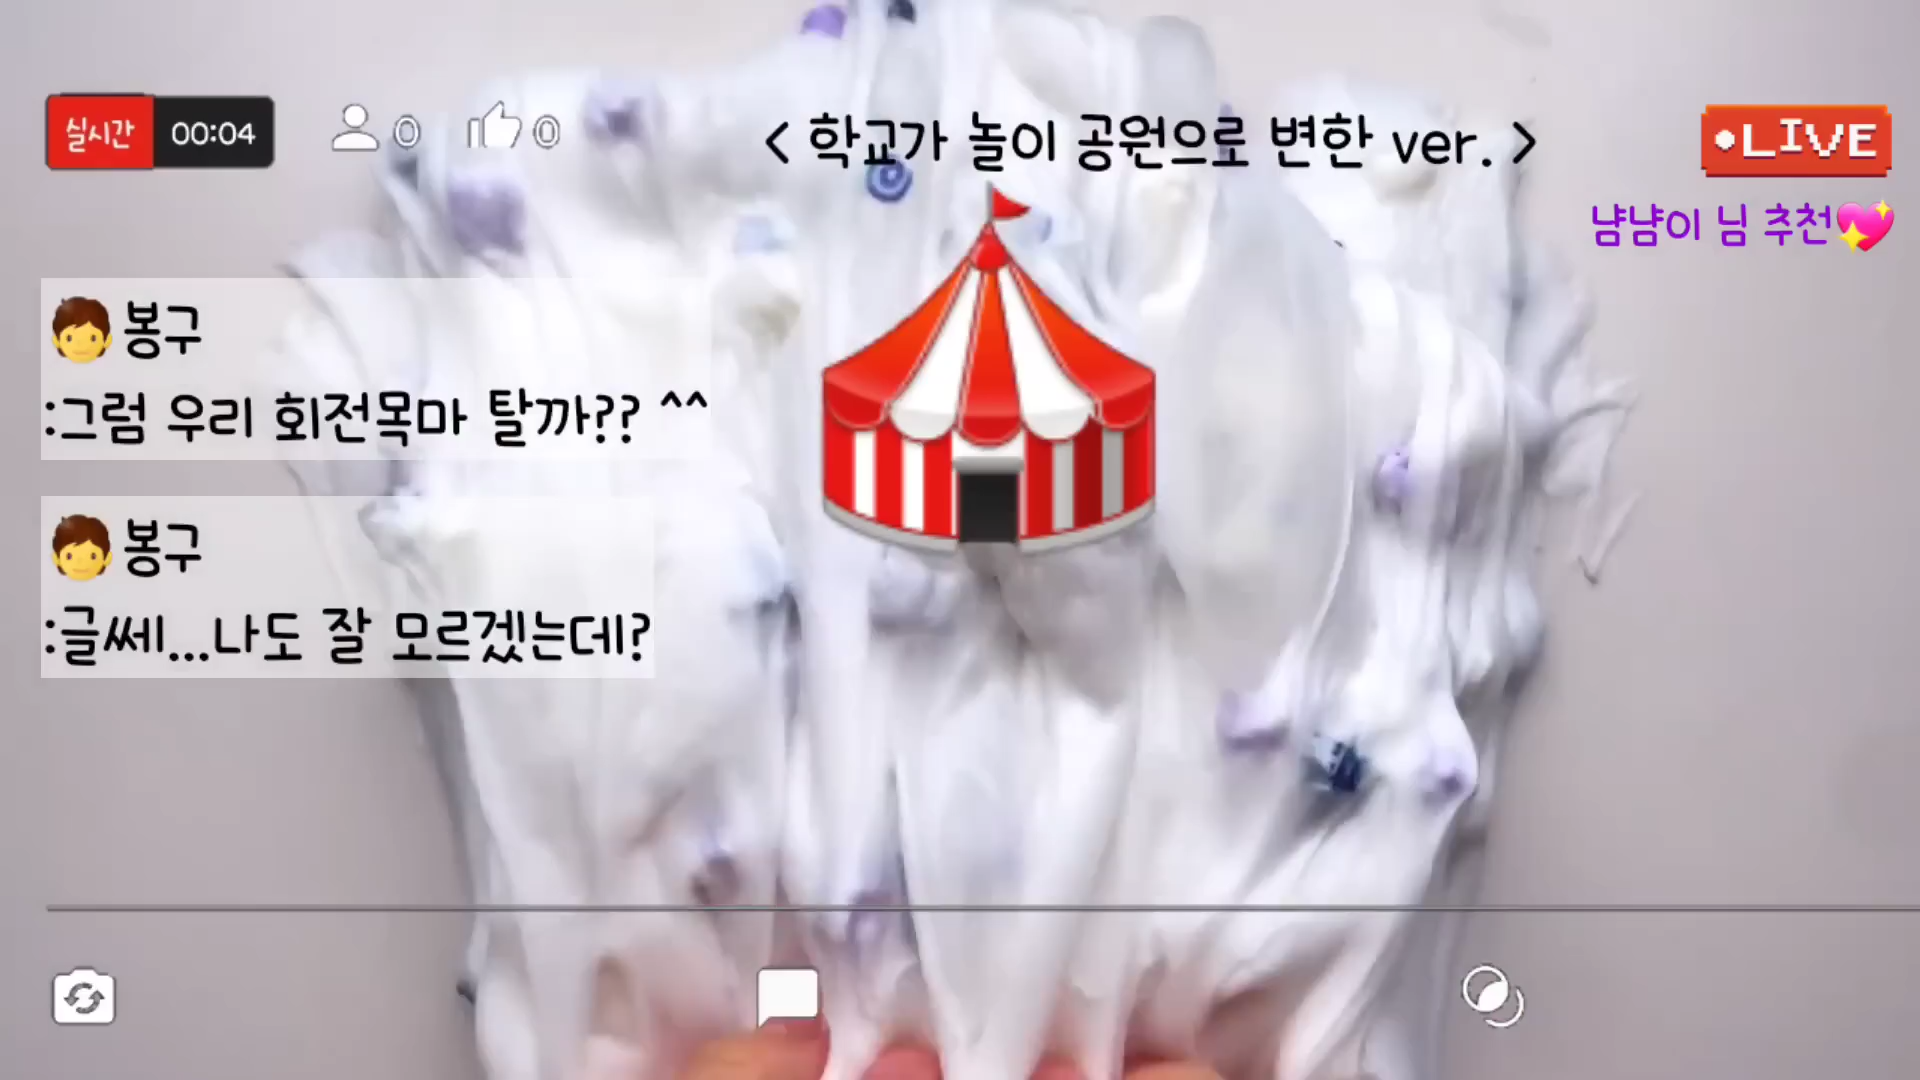 실시간 00:04 0 0
< 학교가 놀이 공원으로 변한 ver. >
LIVE
냠냠이 님 추천💖
봉구
:그럼 우리 회전목마 탈까?? ^^
봉구
:글쎄...나도 잘 모르겠는데?